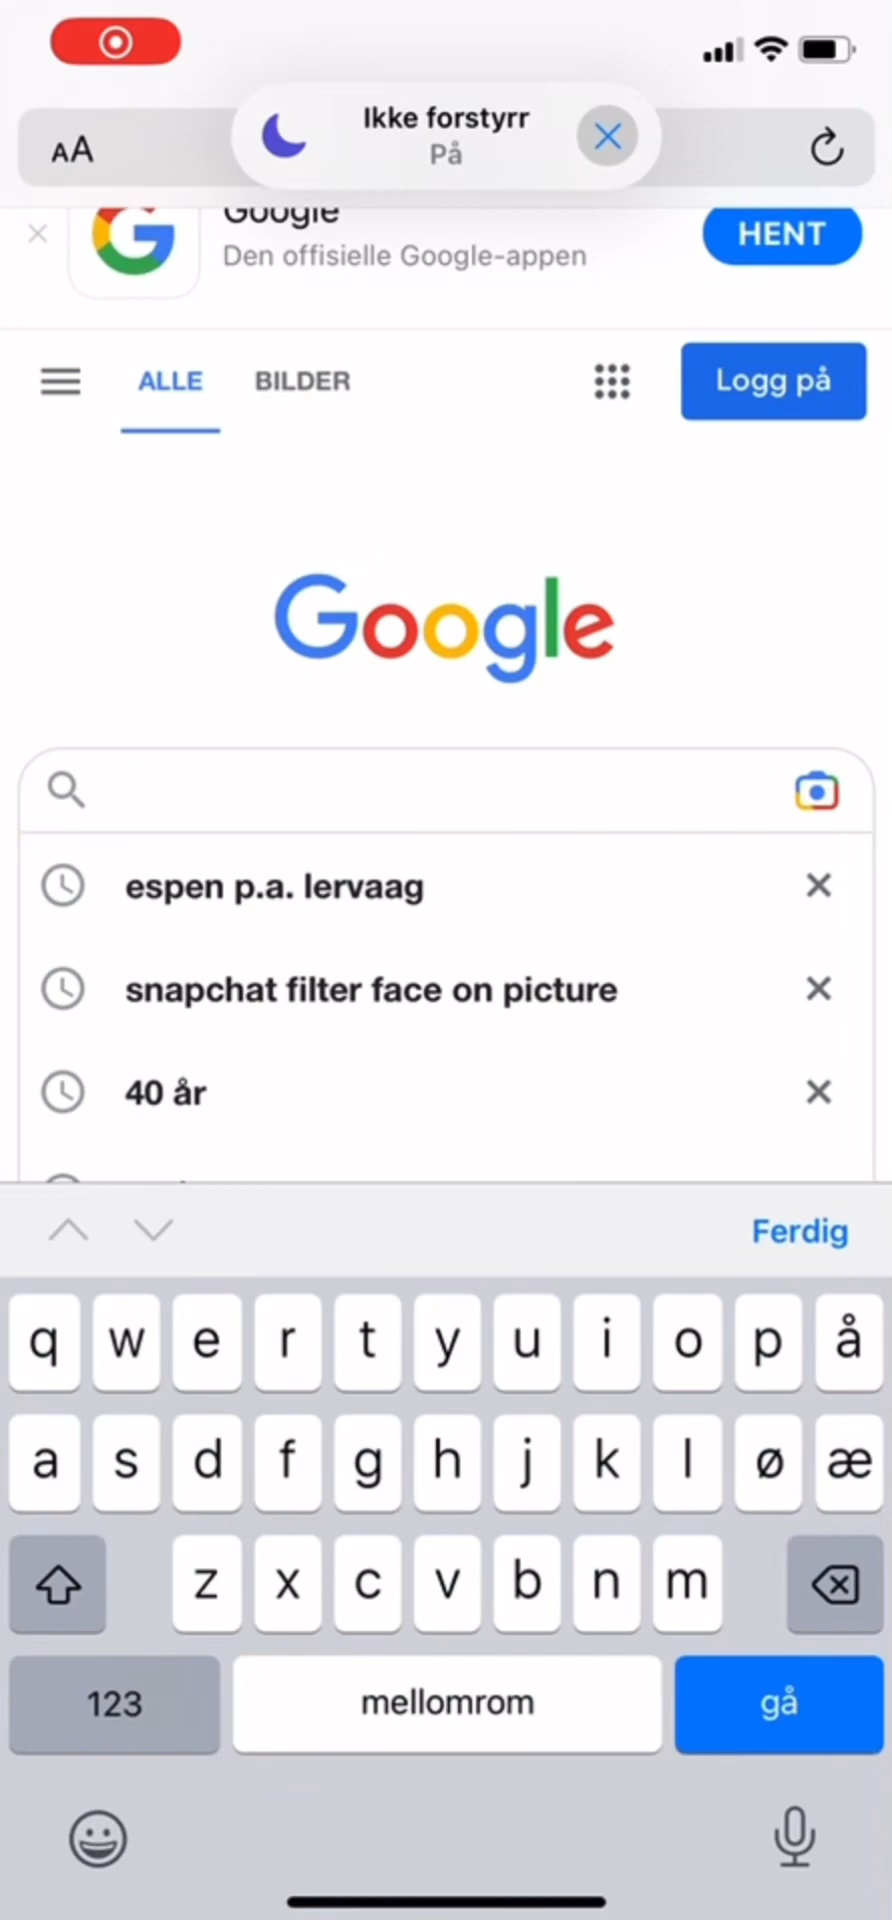 Ikke forstyrr
På
AA
Google
Den offisielle Google-appen
HENT
ALLE BILDER Logg på
Google
espen p.a. lervaag
snapchat filter face on picture
40 år
Ferdig
q w e r t y u i o p å
a s d f g h j k l ø æ
z x c v b n m
123 mellomrom gå